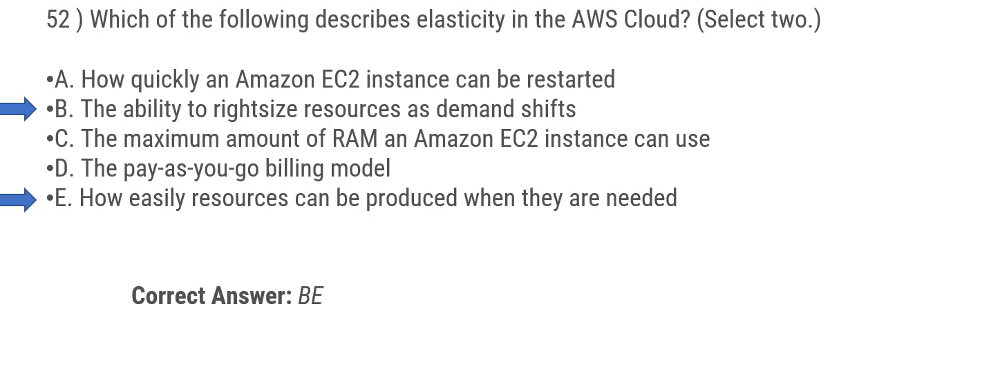 52 ) Which of the following describes elasticity in the AWS Cloud? (Select two.)
•A. How quickly an Amazon EC2 instance can be restarted
•B. The ability to rightsize resources as demand shifts
•C. The maximum amount of RAM an Amazon EC2 instance can use
•D. The pay-as-you-go billing model
•E. How easily resources can be produced when they are needed
Correct Answer: BE